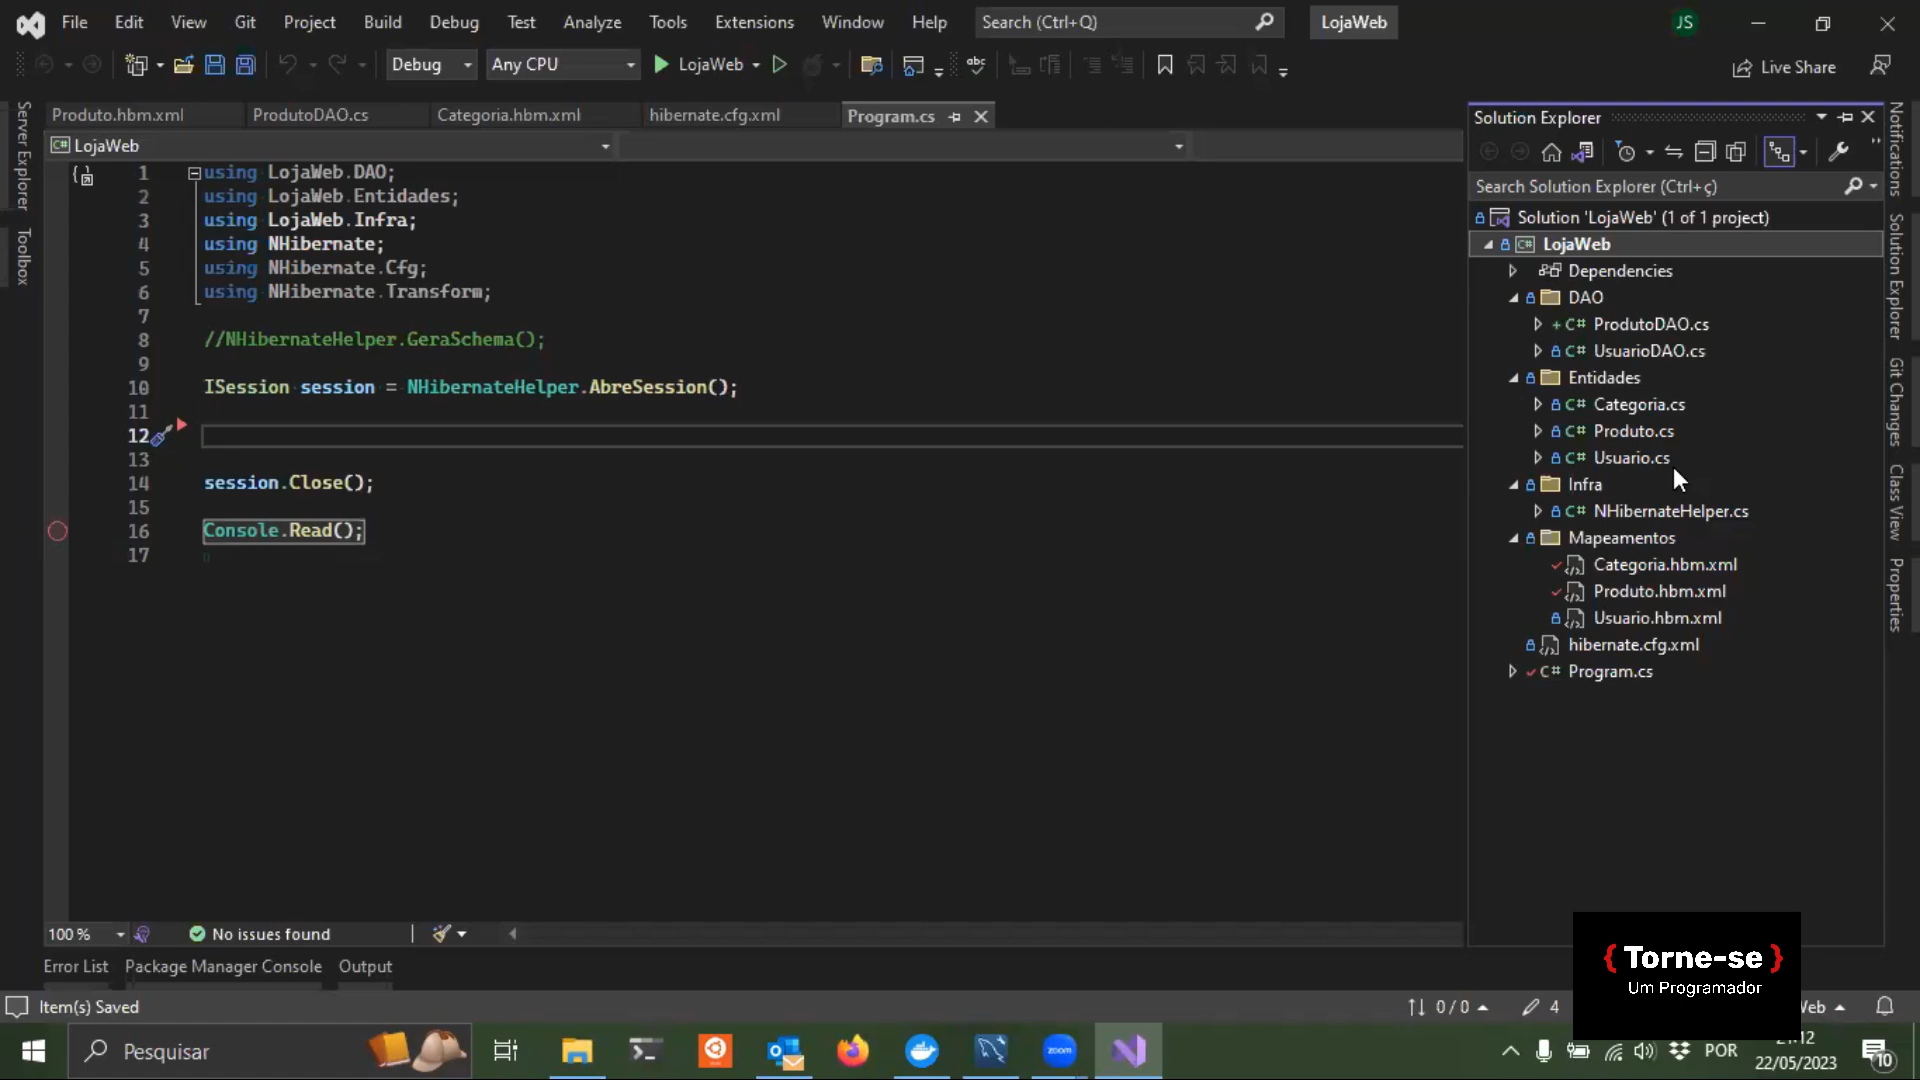 File Edit View Git Project Build Debug Test Analyze Tools Extensions Window Help Search (Ctrl+Q) LojaWeb JS
Debug Any CPU LojaWeb Live Share
Server Explorer
Toolbox
Produto.hbm.xml ProdutoDAO.cs Categoria.hbm.xml hibernate.cfg.xml Program.cs
LojaWeb
1 using LojaWeb.DAO;
2 using LojaWeb.Entidades;
3 using LojaWeb.Infra;
4 using NHibernate;
5 using NHibernate.Cfg;
6 using NHibernate.Transform;
7
8 //NHibernateHelper.GeraSchema();
9
10 ISession session = NHibernateHelper.AbreSession();
11
12
13
14 session.Close();
15
16 Console.Read();
17
100 % No issues found
Error List Package Manager Console Output
Solution Explorer
Search Solution Explorer (Ctrl+ç)
Solution 'LojaWeb' (1 of 1 project)
LojaWeb
Dependencies
DAO
C# ProdutoDAO.cs
C# UsuarioDAO.cs
Entidades
C# Categoria.cs
C# Produto.cs
C# Usuario.cs
Infra
C# NHibernateHelper.cs
Mapeamentos
Categoria.hbm.xml
Produto.hbm.xml
Usuario.hbm.xml
hibernate.cfg.xml
C# Program.cs
Notifications
Solution Explorer
Git Changes
Class View
Properties
{ Torne-se }
Um Programador
Item(s) Saved 0 / 0 4
Pesquisar zoom POR
22/05/2023 10